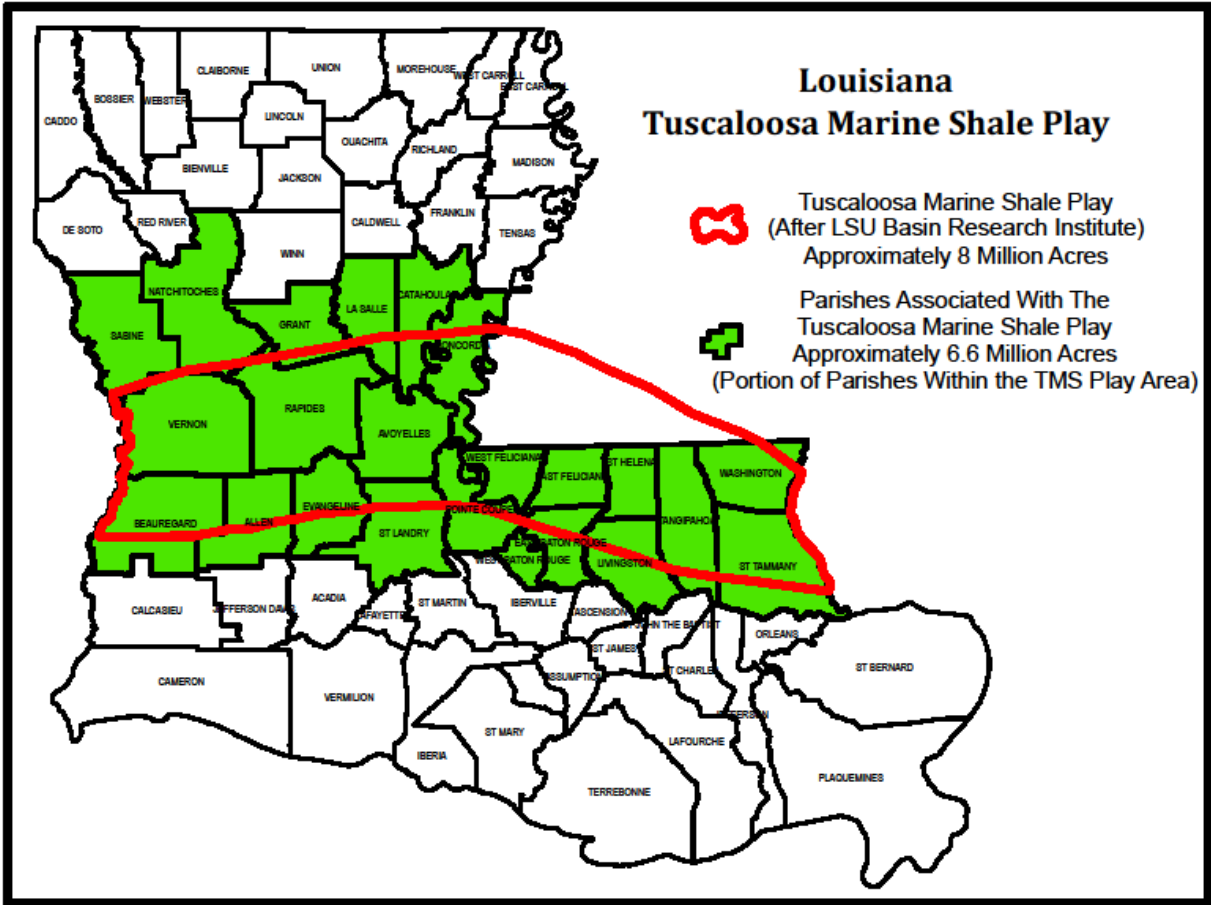 Louisiana
Tuscaloosa Marine Shale Play
Tuscaloosa Marine Shale Play
(After LSU Basin Research Institute)
Approximately 8 Million Acres
Parishes Associated With The
Tuscaloosa Marine Shale Play
Approximately 6.6 Million Acres
(Portion of Parishes Within the TMS Play Area)
CADDO
BOSSIER
WEBSTER
CLAIBORNE
UNION
MOREHOUSE
WEST CARROLL
EAST CARROLL
LINCOLN
OUACHITA
RICHLAND
MADISON
BIENVILLE
JACKSON
DE SOTO
RED RIVER
CALDWELL
FRANKLIN
TENSAS
WINN
NATCHITOCHES
SABINE
GRANT
LA SALLE
CATAHOULA
CONCORDIA
VERNON
RAPIDES
AVOYELLES
BEAUREGARD
ALLEN
EVANGELINE
ST LANDRY
POINTE COUPEE
WEST FELICIANA
EAST FELICIANA
ST HELENA
TANGIPAHOA
WASHINGTON
ST TAMMANY
EAST BATON ROUGE
WEST BATON ROUGE
LIVINGSTON
CALCASIEU
JEFFERSON DAVIS
ACADIA
LAFAYETTE
ST MARTIN
IBERVILLE
ASCENSION
ST JOHN THE BAPTIST
ORLEANS
ST JAMES
ST CHARLES
ST BERNARD
CAMERON
VERMILION
ASSUMPTION
JEFFERSON
IBERIA
ST MARY
LAFOURCHE
TERREBONNE
PLAQUEMINES